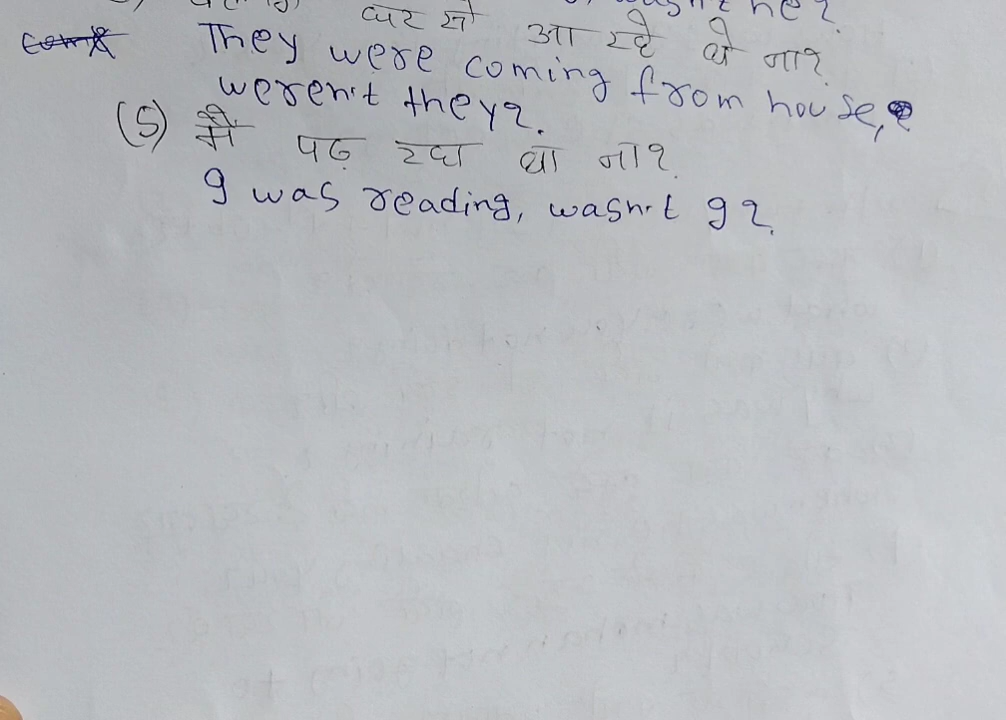 घर से आ रहे थे ना?
They were coming from house,
weren't they?.
(5) मैं पढ़ रहा था ना?
I was reading, wasn't I?